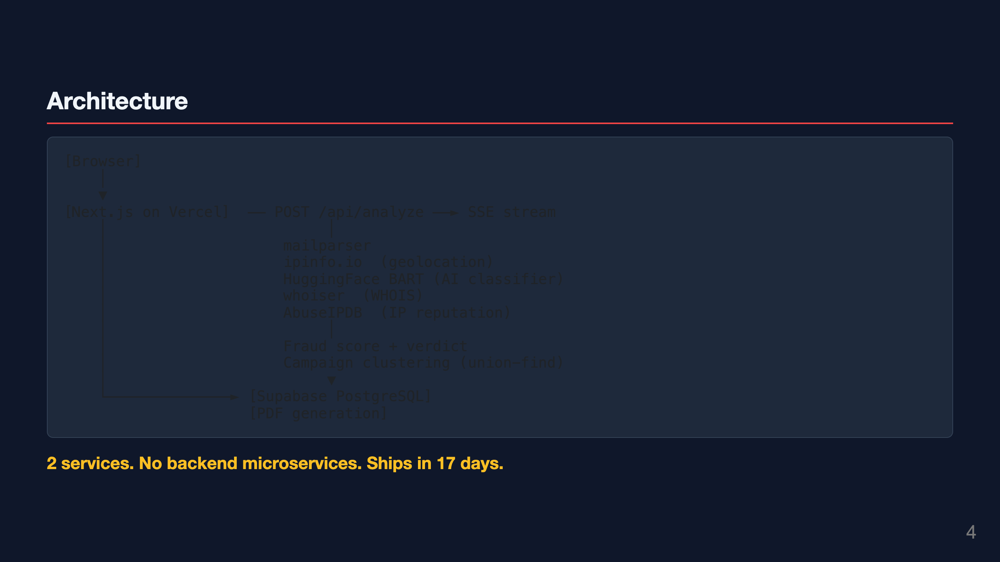 Architecture
[Browser]
[Next.js on Vercel] — POST /api/analyze —► SSE stream
mailparser
ipinfo.io (geolocation)
HuggingFace BART (AI classifier)
whoiser (WHOIS)
AbuseIPDB (IP reputation)
Fraud score + verdict
Campaign clustering (union-find)
[Supabase PostgreSQL]
[PDF generation]
2 services. No backend microservices. Ships in 17 days.
4